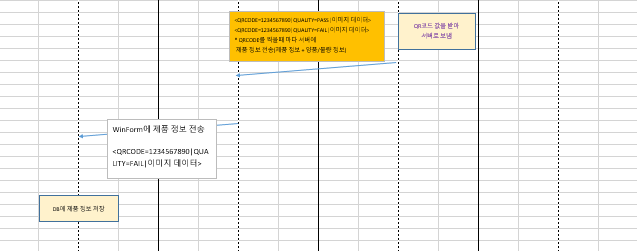 <QRCODE=1234567890|QUALITY=PASS|이미지 데이터>
<QRCODE=1234567890|QUALITY=FAIL|이미지 데이터>
* QRCODE를 찍을때 마다 서버에
제품 정보 전송(제품 정보 + 양품/불량 정보)
QR코드 값을 받아
서버로 보냄
WinForm에 제품 정보 전송
<QRCODE=1234567890|QUA
LITY=FAIL|이미지 데이터>
DB에 제품 정보 저장